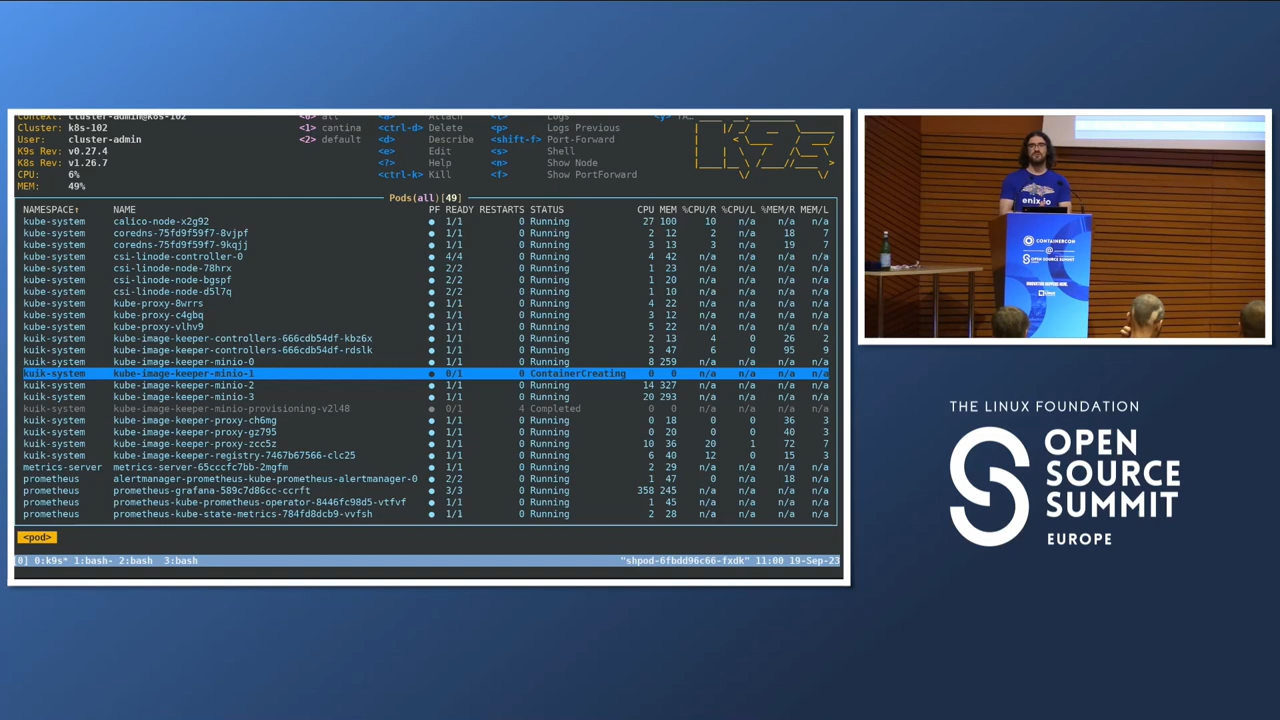 Context: cluster-admin@k8s-102 <0> all <a> Attach <l> Logs <y>
Cluster: k8s-102 <1> cantina <ctrl-d> Delete <p> Logs Previous
User: cluster-admin <2> default <d> Describe <shift-f> Port-Forward
K9s Rev: v0.27.4 <e> Edit <s> Shell
K8s Rev: v1.26.7 <?> Help <n> Show Node
CPU: 6% <ctrl-k> Kill <f> Show PortForward
MEM: 49%
Pods(all)[49]
NAMESPACE↑ NAME PF READY RESTARTS STATUS CPU MEM %CPU/R %CPU/L %MEM/R MEM/L
kube-system calico-node-x2g92 ● 1/1 0 Running 27 100 10 n/a n/a n/a
kube-system coredns-75fd9f59f7-8vjpf ● 1/1 0 Running 2 12 2 n/a 18 7
kube-system coredns-75fd9f59f7-9kqjj ● 1/1 0 Running 3 13 3 n/a 19 7
kube-system csi-linode-controller-0 ● 4/4 0 Running 4 42 n/a n/a n/a n/a
kube-system csi-linode-node-78hrx ● 2/2 0 Running 1 23 n/a n/a n/a n/a
kube-system csi-linode-node-bgspf ● 2/2 0 Running 1 20 n/a n/a n/a n/a
kube-system csi-linode-node-d5l7q ● 2/2 0 Running 1 10 n/a n/a n/a n/a
kube-system kube-proxy-8wrrs ● 1/1 0 Running 4 22 n/a n/a n/a n/a
kube-system kube-proxy-c4gbq ● 1/1 0 Running 3 12 n/a n/a n/a n/a
kube-system kube-proxy-vlhv9 ● 1/1 0 Running 5 22 n/a n/a n/a n/a
kuik-system kube-image-keeper-controllers-666cdb54df-kbz6x ● 1/1 0 Running 2 13 4 0 26 2
kuik-system kube-image-keeper-controllers-666cdb54df-rdslk ● 1/1 0 Running 3 47 6 0 95 9
kuik-system kube-image-keeper-minio-0 ● 1/1 0 Running 8 259 n/a n/a n/a n/a
kuik-system kube-image-keeper-minio-1 ● 0/1 0 ContainerCreating 0 0 n/a n/a n/a n/a
kuik-system kube-image-keeper-minio-2 ● 1/1 0 Running 14 327 n/a n/a n/a n/a
kuik-system kube-image-keeper-minio-3 ● 1/1 0 Running 20 293 n/a n/a n/a n/a
kuik-system kube-image-keeper-minio-provisioning-v2l48 ● 0/1 4 Completed 0 0 n/a n/a n/a n/a
kuik-system kube-image-keeper-proxy-ch6mg ● 1/1 0 Running 0 18 0 0 36 3
kuik-system kube-image-keeper-proxy-gz795 ● 1/1 0 Running 0 20 0 0 40 3
kuik-system kube-image-keeper-proxy-zcc5z ● 1/1 0 Running 10 36 20 1 72 7
kuik-system kube-image-keeper-registry-7467b67566-clc25 ● 1/1 0 Running 6 40 12 0 15 3
metrics-server metrics-server-65cccfc7bb-2mgfm ● 1/1 0 Running 2 29 n/a n/a n/a n/a
prometheus alertmanager-prometheus-kube-prometheus-alertmanager-0 ● 2/2 0 Running 1 47 0 n/a 18 n/a
prometheus prometheus-grafana-589c7d86cc-ccrft ● 3/3 0 Running 358 245 n/a n/a n/a n/a
prometheus prometheus-kube-prometheus-operator-8446fc98d5-vtfvf ● 1/1 0 Running 1 45 n/a n/a n/a n/a
prometheus prometheus-kube-state-metrics-784fd8dcb9-vvfsh ● 1/1 0 Running 2 28 n/a n/a n/a n/a
<pod>
[0] 0:k9s* 1:bash- 2:bash 3:bash "shpod-6fbdd96c66-fxdk" 11:00 19-Sep-23
enix.io
CONTAINERCON
@
OPEN SOURCE SUMMIT
THE LINUX FOUNDATION
OPEN
SOURCE
SUMMIT
EUROPE